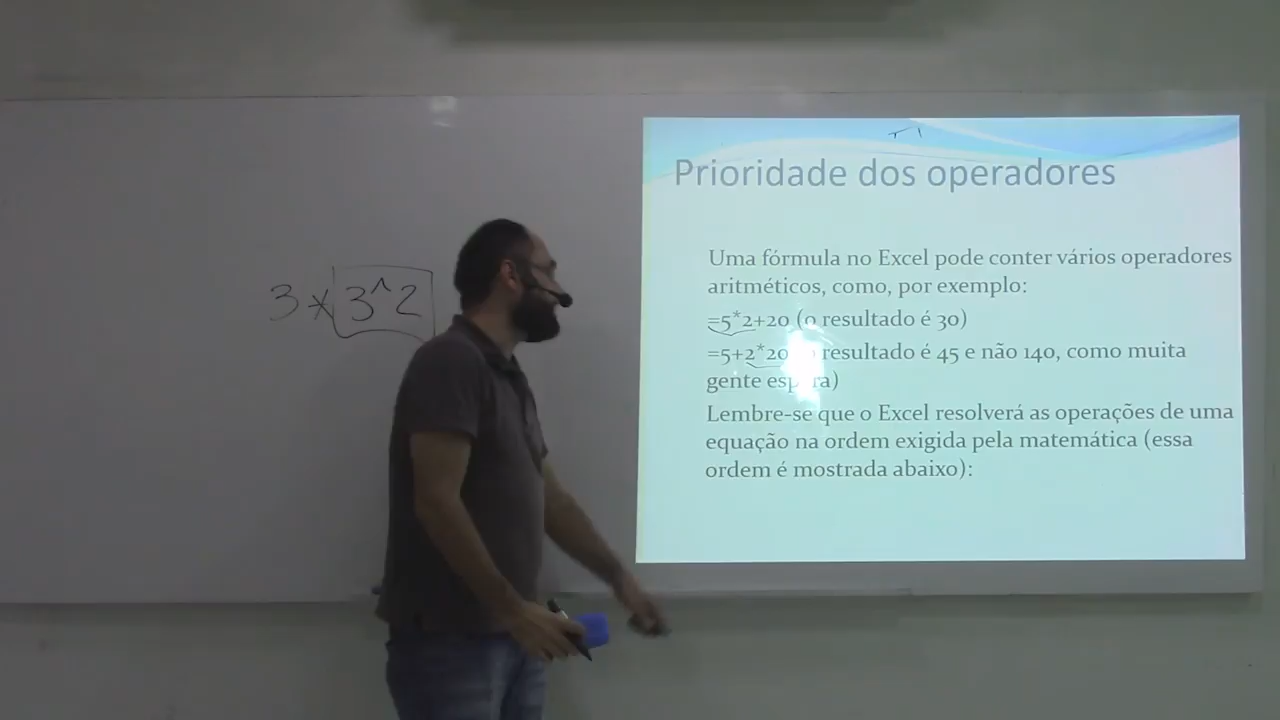 3*3^2
Prioridade dos operadores
Uma fórmula no Excel pode conter vários operadores
aritméticos, como, por exemplo:
=5*2+20 (o resultado é 30)
=5+2*20 resultado é 45 e não 140, como muita
gente espera)
Lembre-se que o Excel resolverá as operações de uma
equação na ordem exigida pela matemática (essa
ordem é mostrada abaixo):